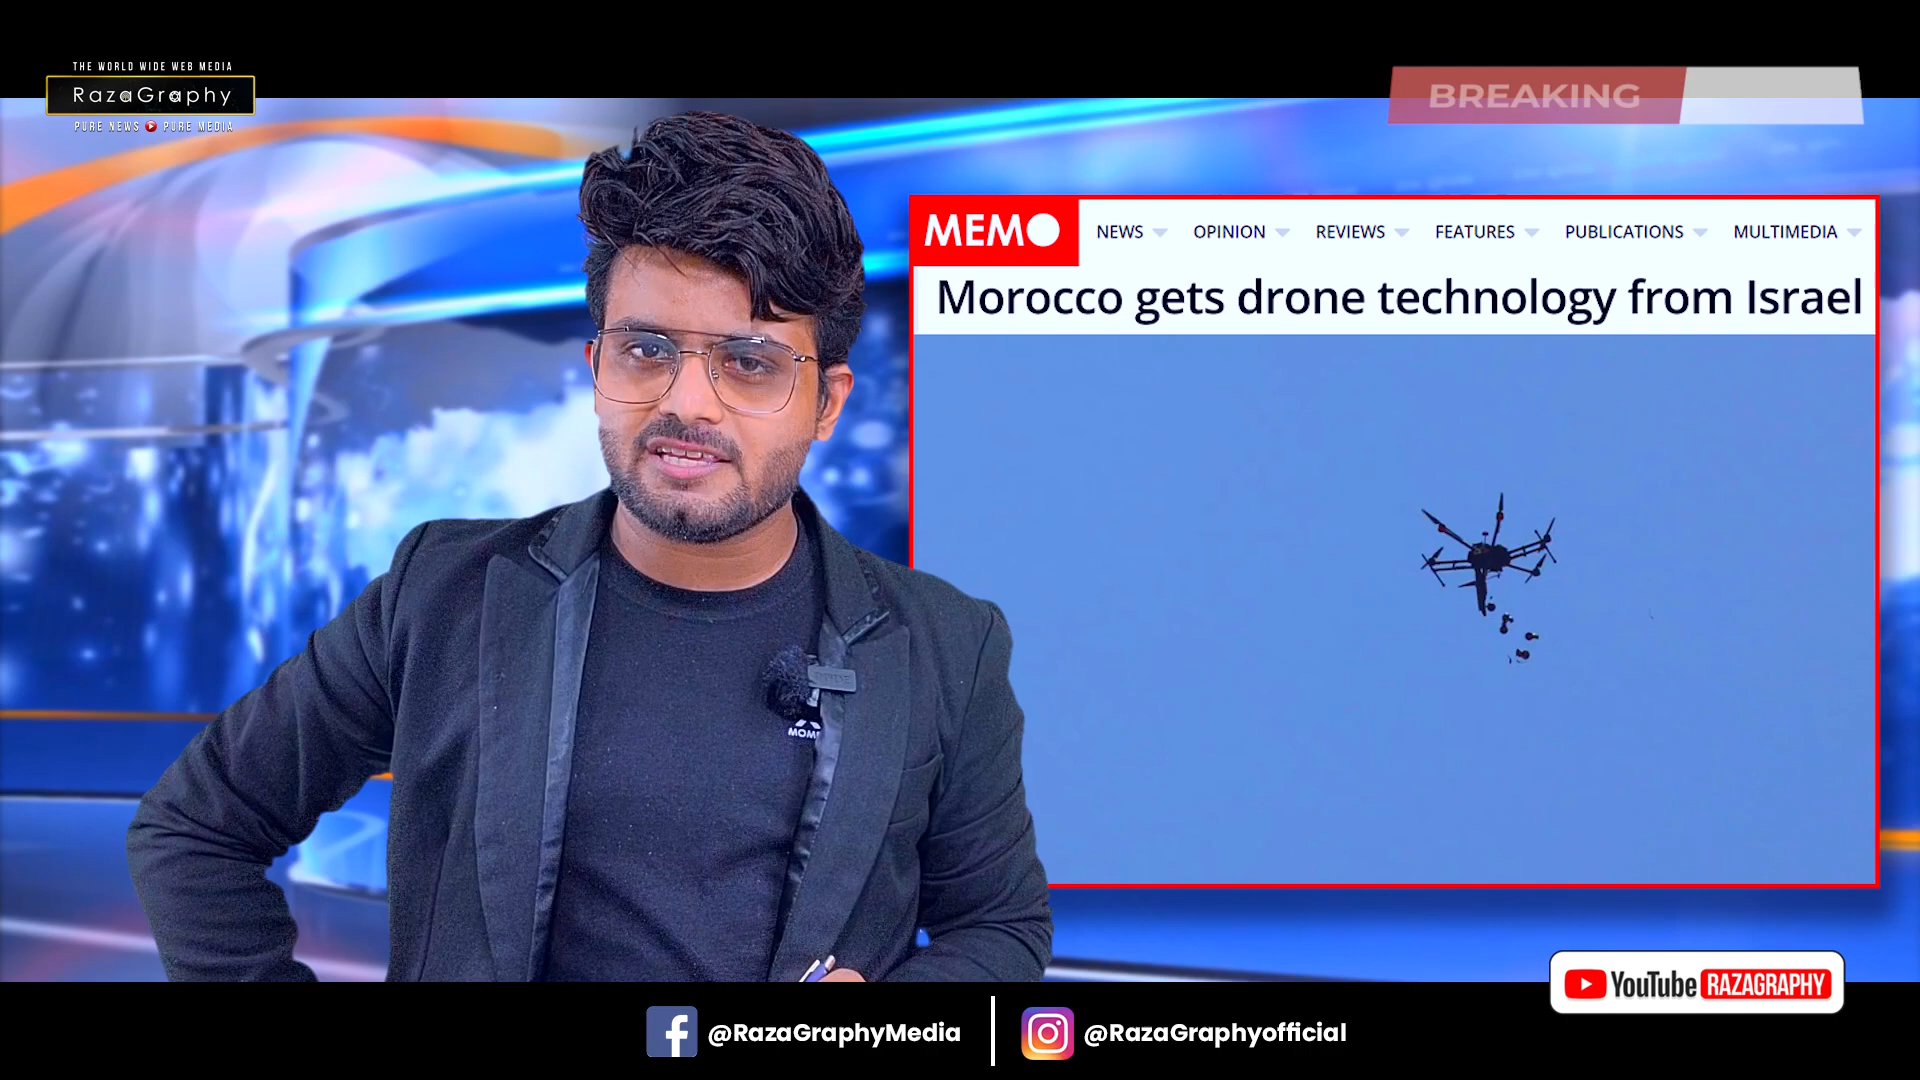 THE WORLD WIDE WEB MEDIA
RazaGraphy
PURE NEWS PURE MEDIA
BREAKING
MEMO
NEWS OPINION REVIEWS FEATURES PUBLICATIONS MULTIMEDIA
Morocco gets drone technology from Israel
YouTube RAZAGRAPHY
@RazaGraphyMedia
@RazaGraphyofficial